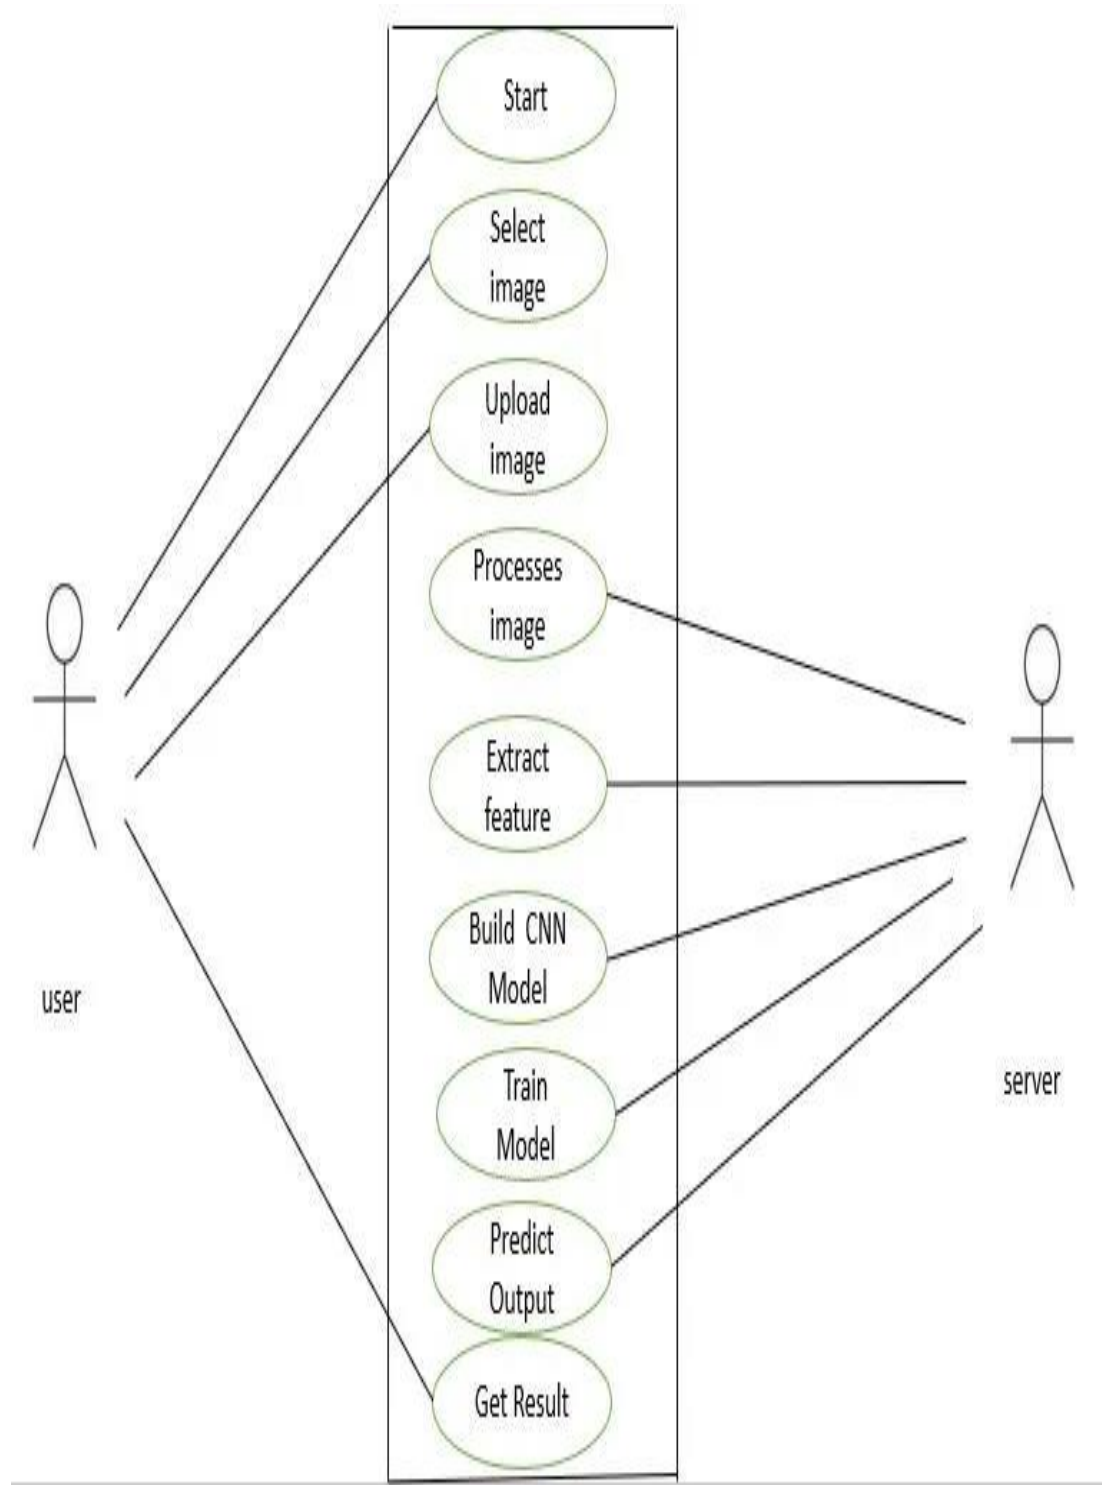 Start
Select
image
Upload
image
Processes
image
Extract
feature
Build CNN
Model
user
Train
Model
server
Predict
Output
Get Result